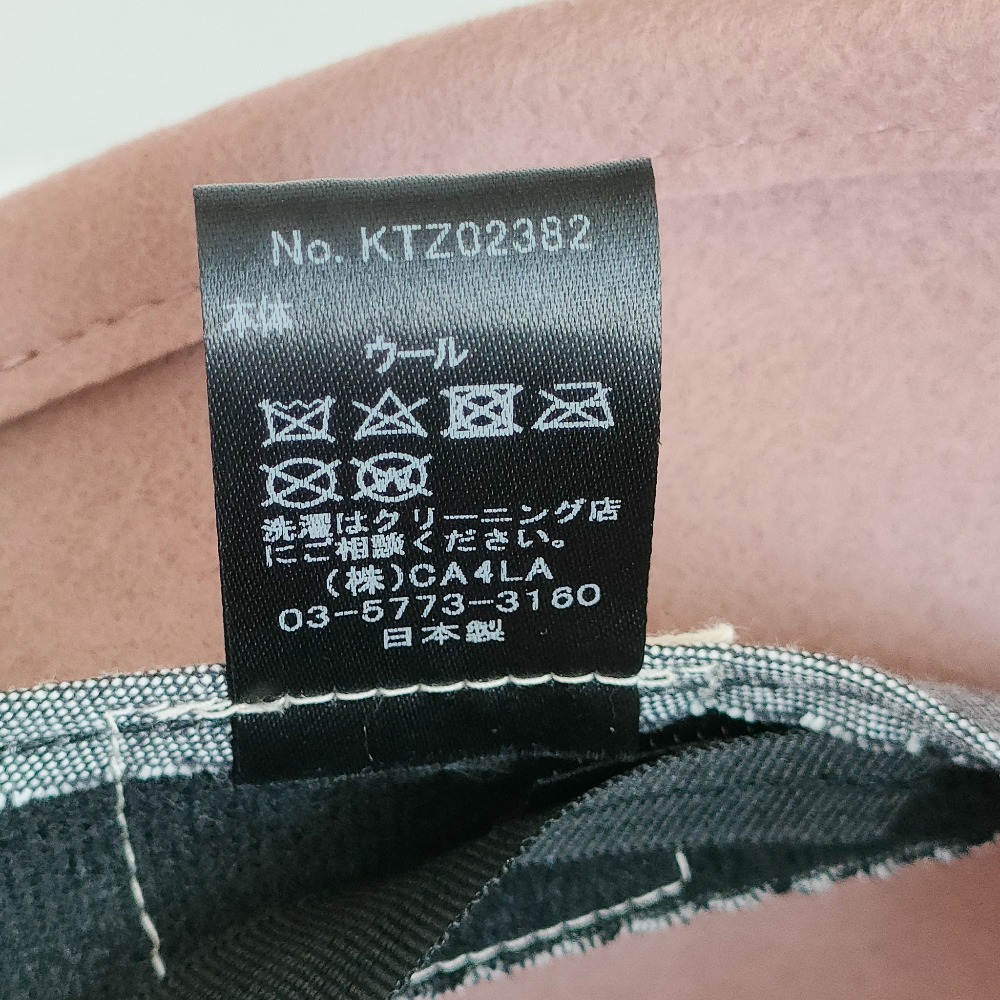 No. KTZ02382
本体
ウール
洗濯はクリーニング店
にご相談ください。
(株)CA4LA
03-5773-3160
日本製